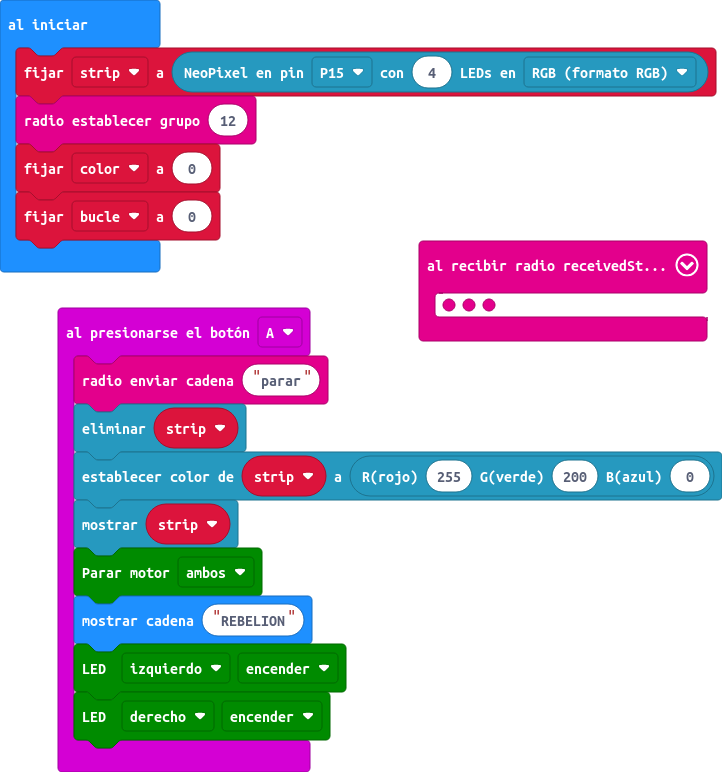 al iniciar
fijar strip a NeoPixel en pin P15 con 4 LEDs en RGB (formato RGB)
radio establecer grupo 12
fijar color a 0
fijar bucle a 0
al recibir radio receivedSt...
al presionarse el botón A
radio enviar cadena "parar"
eliminar strip
establecer color de strip a R(rojo) 255 G(verde) 200 B(azul) 0
mostrar strip
Parar motor ambos
mostrar cadena "REBELION"
LED izquierdo encender
LED derecho encender